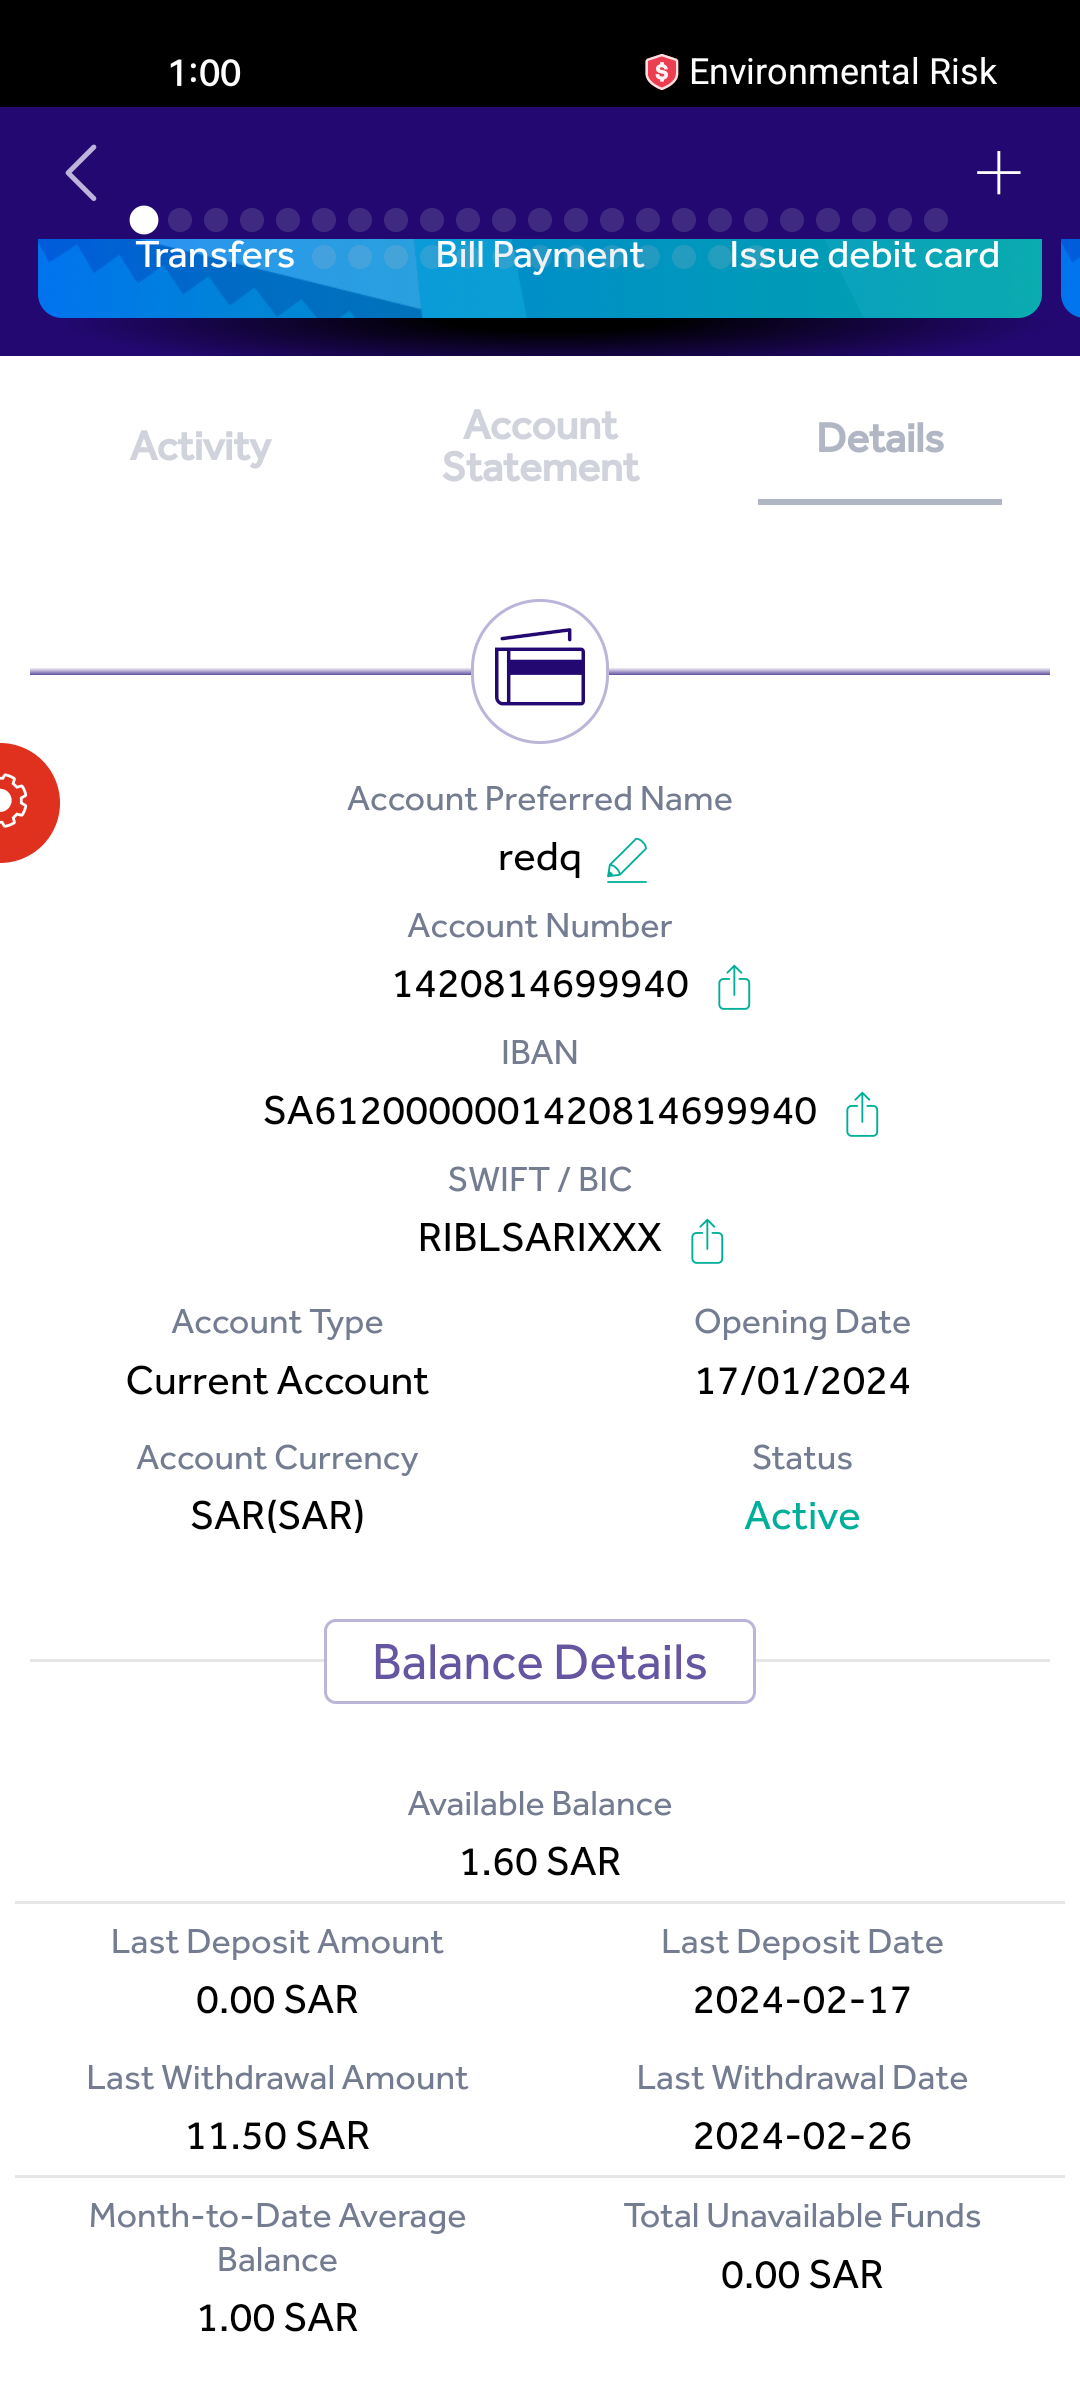 1:00
Environmental Risk
Transfers
Bill Payment
Issue debit card
Activity
Account
Statement
Details
Account Preferred Name
redq
Account Number
1420814699940
IBAN
SA6120000001420814699940
SWIFT / BIC
RIBLSARIXXX
Account Type
Opening Date
Current Account
17/01/2024
Account Currency
Status
SAR(SAR)
Active
Balance Details
Available Balance
1.60 SAR
Last Deposit Amount
Last Deposit Date
0.00 SAR
2024-02-17
Last Withdrawal Amount
Last Withdrawal Date
11.50 SAR
2024-02-26
Month-to-Date Average
Balance
Total Unavailable Funds
1.00 SAR
0.00 SAR